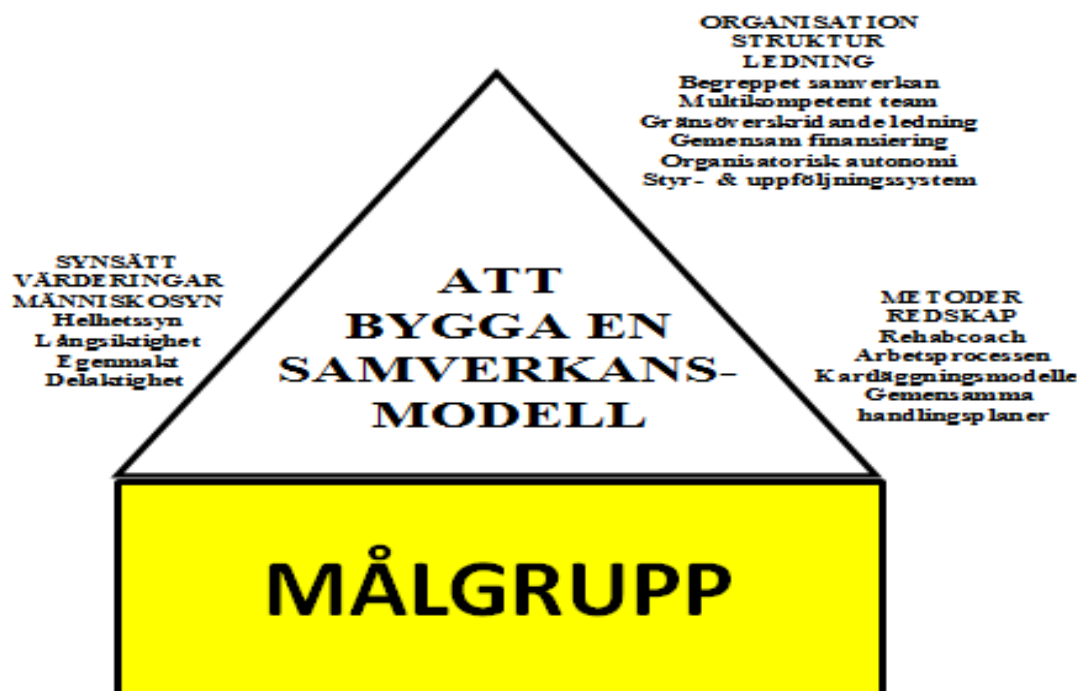 ORGANISATION
STRUKTUR
LEDNING
Begreppet samverkan
Multikompetent team
Gränsöverskridande ledning
Gemensam finansiering
Organisatorisk autonomi
Styr- & uppföljningssystem
SYNSÄTT
VÄRDERINGAR
MÄNNISKOSYN
Helhetssyn
Långsiktighet
Egenmakt
Delaktighet
ATT
BYGGA EN
SAMVERKANS-
MODELL
METODER
REDSKAP
Rehabcoach
Arbetsprocessen
Kartläggningsmodelle
Gemensamma
handlingsplaner
MÅLGRUPP